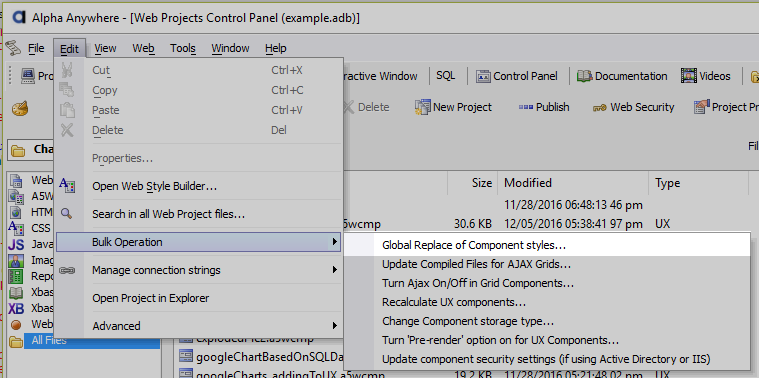 Alpha Anywhere - [Web Projects Control Panel (example.adb)]
File Edit View Web Tools Window Help
Pro ractive Window SQL Control Panel Documentation Videos
Delete New Project Publish Web Security Project Pr
Cut Ctrl+X
Copy Ctrl+C
Paste Ctrl+V
Delete Del
Properties...
Open Web Style Builder...
Search in all Web Project files...
Bulk Operation
Manage connection strings
Open Project in Explorer
Advanced
Cha
Fil
Web
A5W
HTM
CSS
Java
Imag
Repo
Xbas
Xbas
Web
All Files
Size Modified Type
11/28/2016 06:48:13 46 pm
a5wcmp 30.6 KB 12/05/2016 05:38:41 97 pm UX
Global Replace of Component styles...
Update Compiled Files for AJAX Grids...
Turn Ajax On/Off in Grid Components...
Recalculate UX components...
Change Component storage type...
Turn 'Pre-render' option on for UX Components...
Update component security settings (if using Active Directory or IIS)
googleChartBasedOnSQLDa
googleCharts_addingToUX.a5wcmp 19.2 KB 11/28/2016 05:21:48 02 pm UX